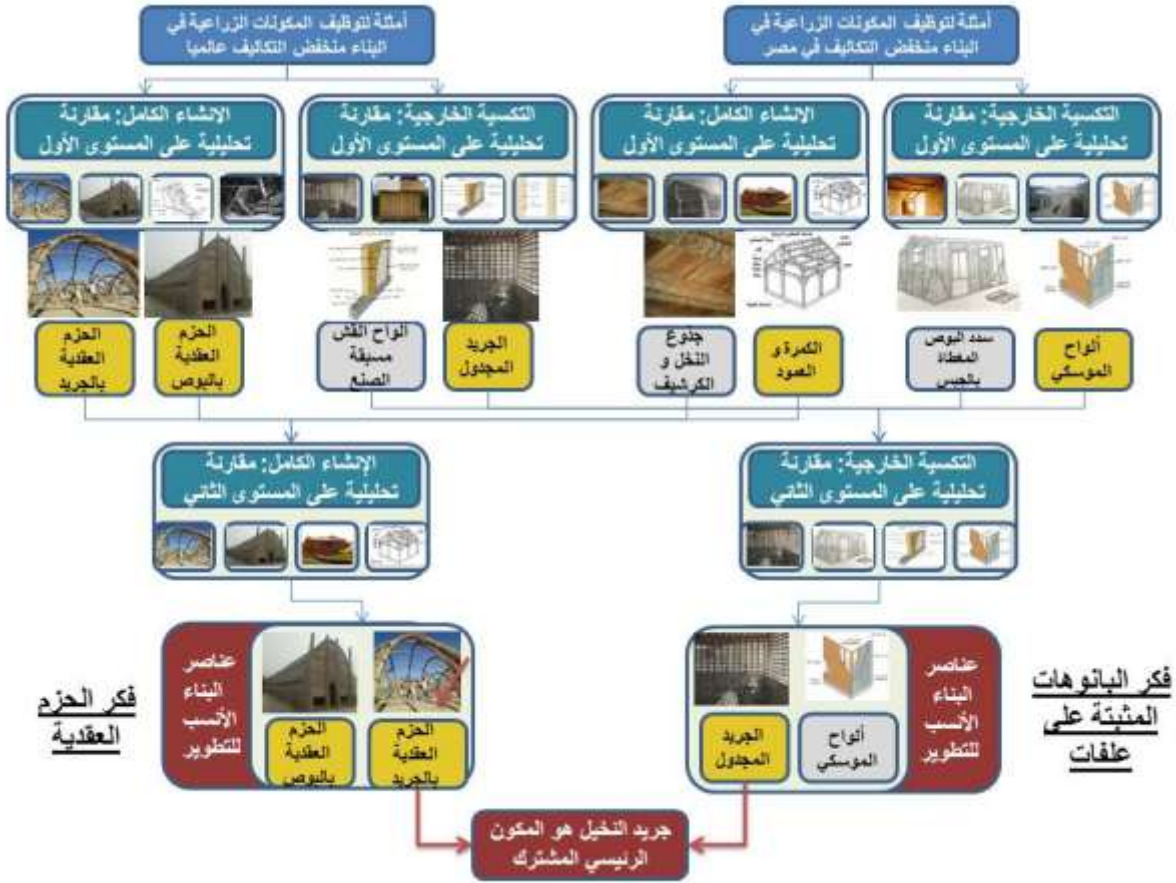 أمثلة لتوظيف المكونات الزراعية في
البناء منخفض التكاليف في مصر
أمثلة لتوظيف المكونات الزراعية في
البناء منخفض التكاليف عالميا
التكسية الخارجية: مقارنة
تحليلية على المستوى الأول
الإنشاء الكامل: مقارنة
تحليلية على المستوى الأول
التكسية الخارجية: مقارنة
تحليلية على المستوى الأول
الإنشاء الكامل: مقارنة
تحليلية على المستوى الأول
ألواح
الموسكي
سدد البوص
المغطاة
بالجبس
الكمرة و
العمود
جذوع
النخل و
الكرشيف
الجريد
المجدول
ألواح القش
مسبقة
الصنع
الحزم
العقدية
بالبوص
الحزم
العقدية
بالجريد
التكسية الخارجية: مقارنة
تحليلية على المستوى الثاني
الإنشاء الكامل: مقارنة
تحليلية على المستوى الثاني
فكر البانوهات
المثبتة على
علفات
عناصر
البناء
الأنسب
للتطوير
ألواح
الموسكي
الجريد
المجدول
الحزم
العقدية
بالجريد
الحزم
العقدية
بالبوص
عناصر
البناء
الأنسب
للتطوير
فكر الحزم
العقدية
جريد النخيل هو المكون
الرئيسي المشترك